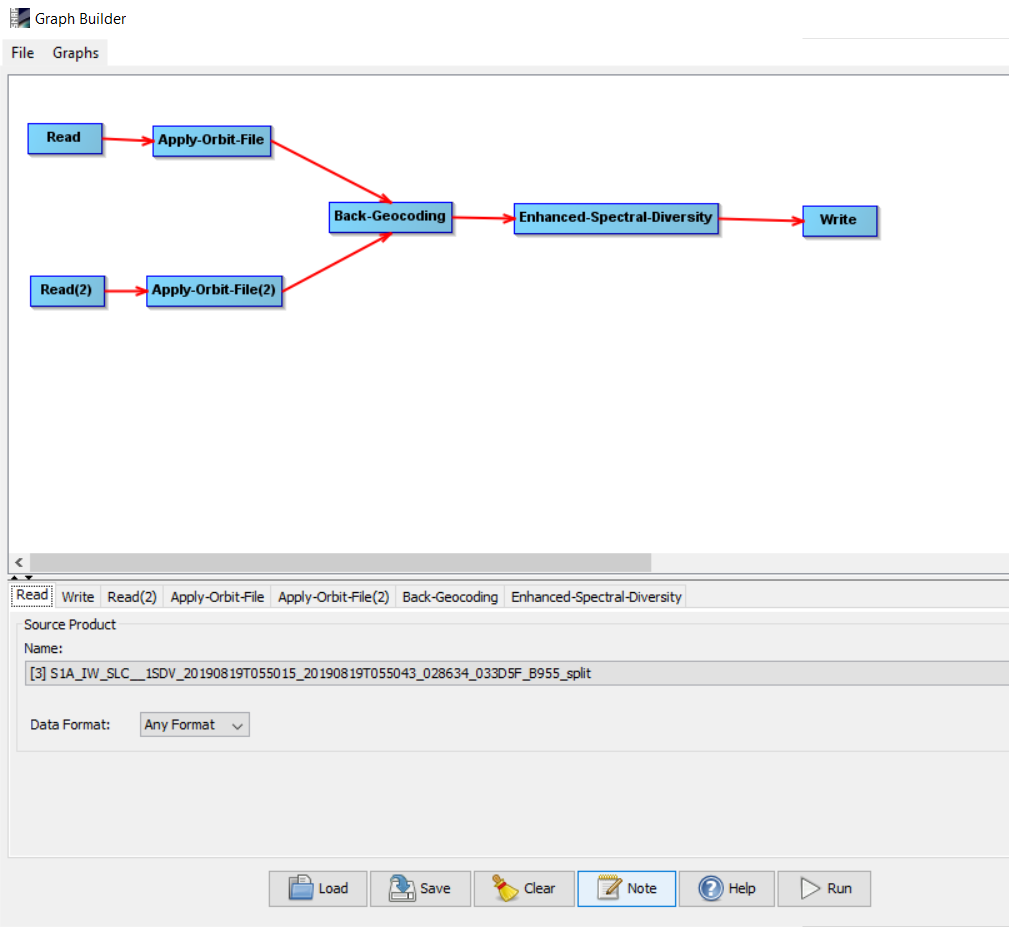 Graph Builder
File Graphs
Read
Apply-Orbit-File
Back-Geocoding
Enhanced-Spectral-Diversity
Write
Read(2)
Apply-Orbit-File(2)
Read Write Read(2) Apply-Orbit-File Apply-Orbit-File(2) Back-Geocoding Enhanced-Spectral-Diversity
Source Product
Name:
[3] S1A_IW_SLC__1SDV_20190819T055015_20190819T055043_028634_033D5F_B955_split
Data Format: Any Format
Load Save Clear Note Help Run